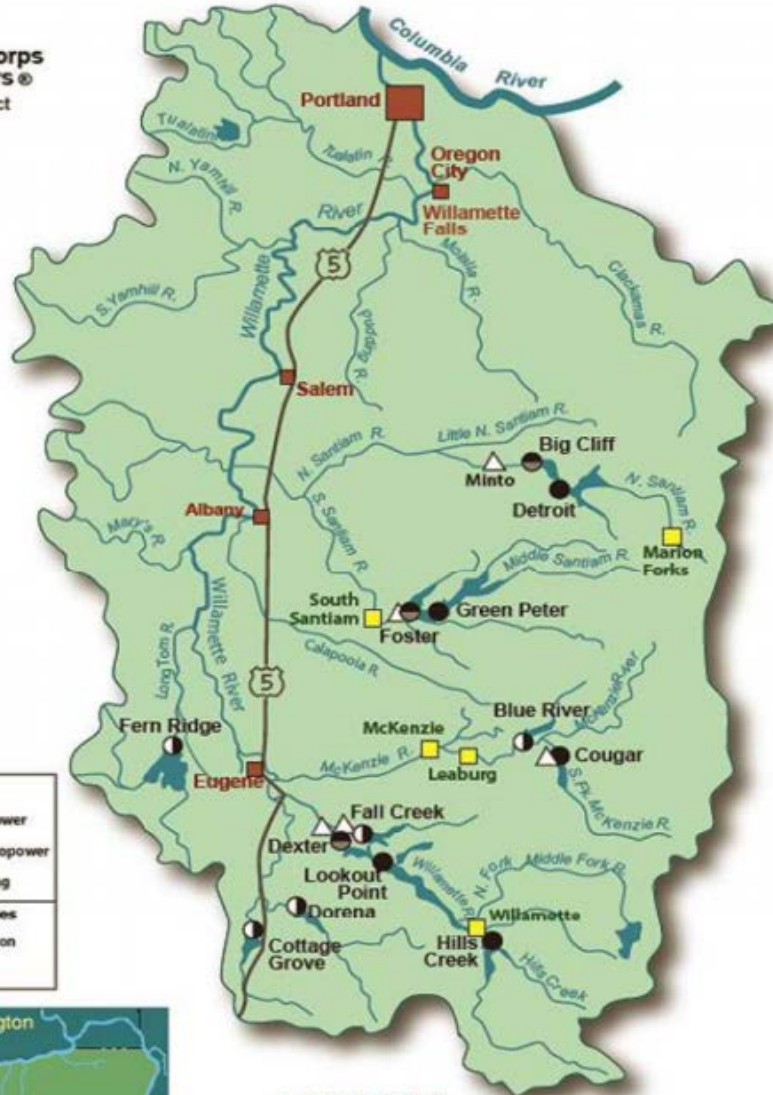 orps
rs®
ct
Columbia River
Portland
Tualatin
Tualatin R.
Oregon
City
N. Yamhill R.
Willamette
Falls
River
Molalla R.
Clackamas R.
5
Willamette
S. Yamhill R.
Pudding R.
Salem
Little N. Santiam R.
N. Santiam R.
Big Cliff
Minto
Detroit
N. Santiam R.
S. Santiam R.
Albany
Mary's R.
Marion
Forks
Middle Santiam R.
South
Santiam
Green Peter
Foster
Willamette River
Calapooia R.
Long Tom R.
5
McKenzie River
Blue River
Fern Ridge
McKenzie
Cougar
McKenzie R.
Leaburg
Eugene
S. Fk. McKenzie R.
Fall Creek
Dexter
Lookout
Point
Willamette R.
N. Fork Middle Fork R.
Dorena
Willamette
Cottage
Grove
Hills
Creek
Hills Creek
wer
opower
g
es
on
gton